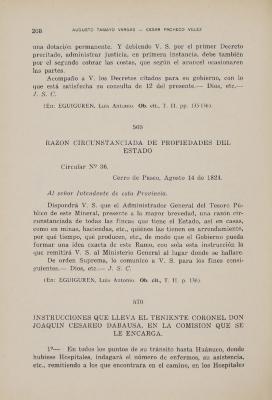 268 AUGUSTO TAMAYO VARGAS — CESAR PACHECO VELEZ
una dotación permanente. Y debiendo V. S. por el primer Decreto
precitado, administrar justicia, en primera instancia, debe también
por el segundo cobrar las costas, que según el arancel ocasionaren
las partes.
Acompaño a V. los Decretos citados para su gobierno, con lo
que está satisfecha su consulta de 12 del presente.— Dios, etc.—
J. S. C.
(En: EGUIGUREN, Luis Antonio. Ob. cit., T. II. pp. 135-136).
569
RAZON CIRCUNSTANCIADA DE PROPIEDADES DEL
ESTADO
Circular Nº 36.
Cerro de Pasco, Agosto 14 de 1824.
Al señor Intendente de esta Provincia.
Dispondrá V. S. que el Administrador General del Tesoro Pú-
blico de este Mineral, presente a la mayor brevedad, una razón cir-
cunstanciada de todas las fincas que tiene el Estado, así en casas,
como en minas, haciendas, etc., quiénes las tienen en arrendamiento,
por qué tiempo, qué producen, etc., de modo que el Gobierno pueda
formar una idea exacta de este Ramo, con sola esta instrucción la
que remitirá V. S. al Ministerio General al lugar donde se hallare.
De orden Suprema, lo comunico a V. S. para los fines consi-
guientes.— Dios, etc.— J. S. C.
(En: EGUIGUREN, Luis Antonio. Ob. cit., T. II. p. 136).
570
INSTRUCCIONES QUE LLEVA EL TENIENTE CORONEL DON
JOAQUIN CESAREO DABAUSA, EN LA COMISION QUE SE
LE ENCARGA.
1º— En todos los puntos de su tránsito hasta Huánuco, donde
hubiese Hospitales, indagará el número de enfermos, su asistencia,
etc., remitiendo a los que encontrara en el camino, en los Hospitales